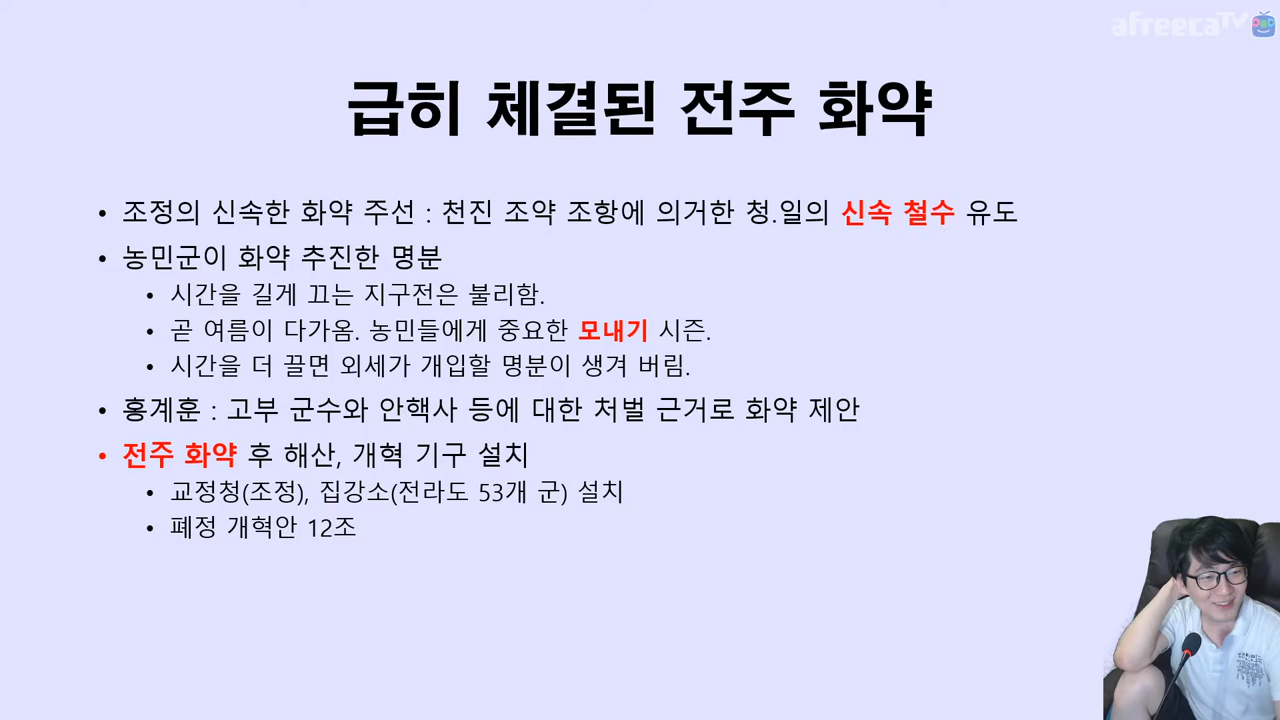 afreecaTV
급히 체결된 전주 화약
• 조정의 신속한 화약 주선 : 천진 조약 조항에 의거한 청.일의 신속 철수 유도
• 농민군이 화약 추진한 명분
• 시간을 길게 끄는 지구전은 불리함.
• 곧 여름이 다가옴. 농민들에게 중요한 모내기 시즌.
• 시간을 더 끌면 외세가 개입할 명분이 생겨 버림.
• 홍계훈 : 고부 군수와 안핵사 등에 대한 처벌 근거로 화약 제안
• 전주 화약 후 해산, 개혁 기구 설치
• 교정청(조정), 집강소(전라도 53개 군) 설치
• 폐정 개혁안 12조